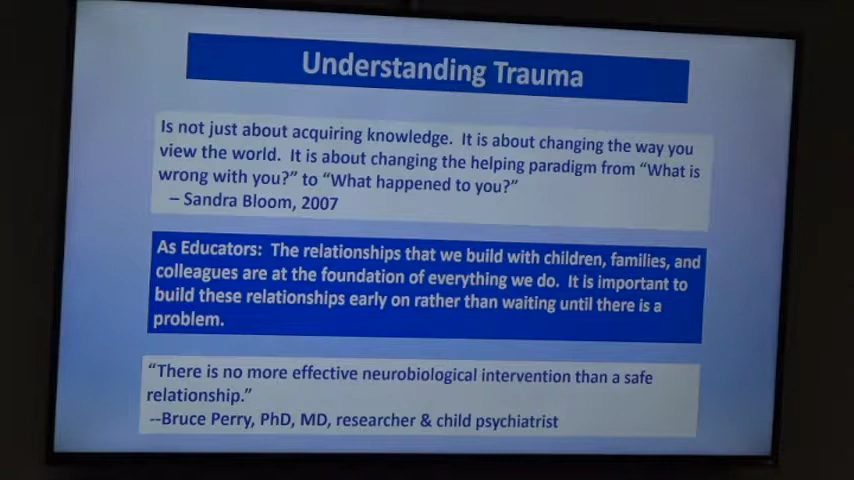 Understanding Trauma
Is not just about acquiring knowledge.  It is about changing the way you
view the world.  It is about changing the helping paradigm from “What is
wrong with you?” to “What happened to you?”
– Sandra Bloom, 2007
As Educators:  The relationships that we build with children, families, and
colleagues are at the foundation of everything we do.  It is important to
build these relationships early on rather than waiting until there is a
problem.
“There is no more effective neurobiological intervention than a safe
relationship.”
--Bruce Perry, PhD, MD, researcher & child psychiatrist